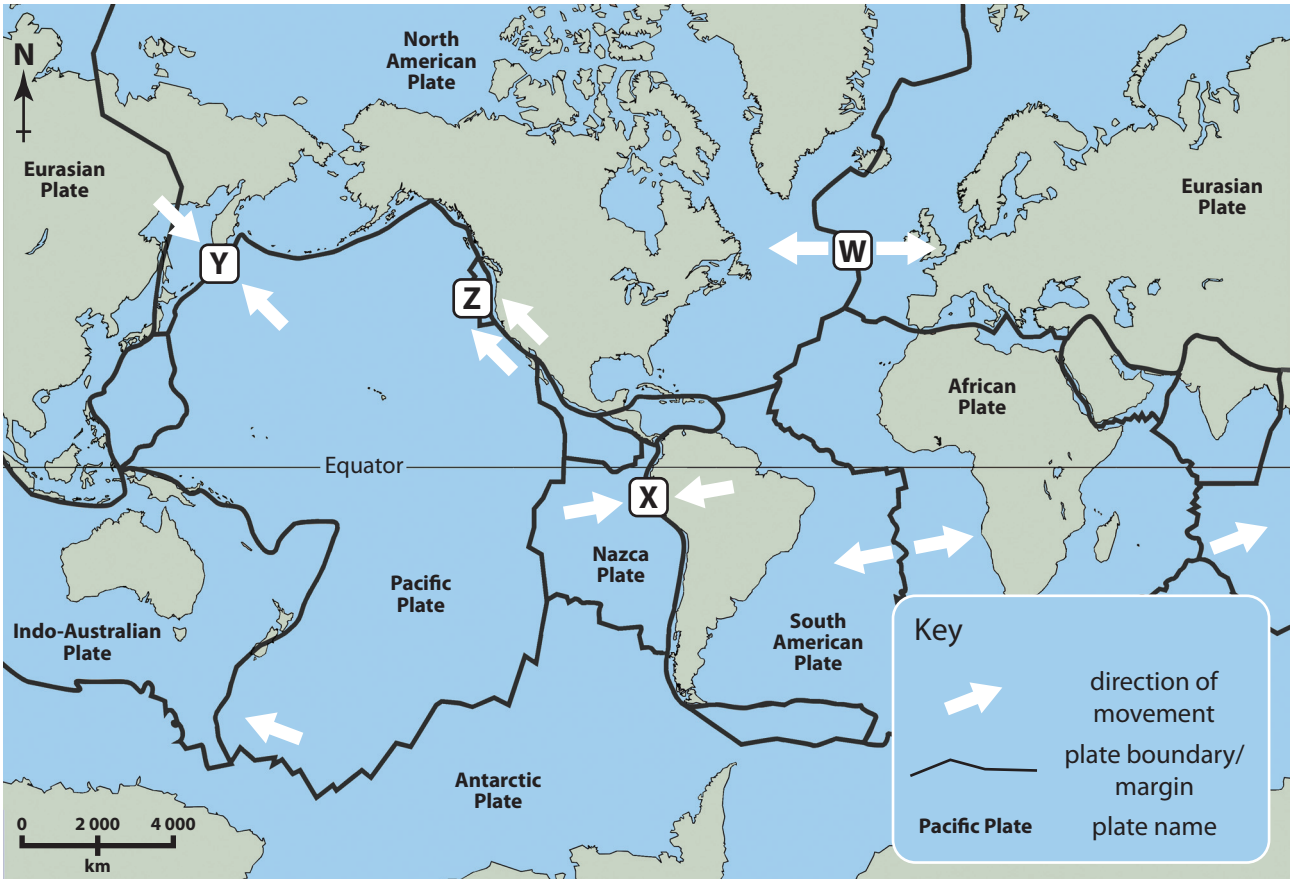 North
American
Plate
N
Eurasian
Plate
Eurasian
Plate
W
Y
Z
African
Plate
Equator
X
Nazca
Plate
Pacific
Plate
Indo-Australian
Plate
South
American
Plate
Antarctic
Plate
0 2 000 4 000
km
Key
direction of
movement
plate boundary/
margin
Pacific Plate plate name